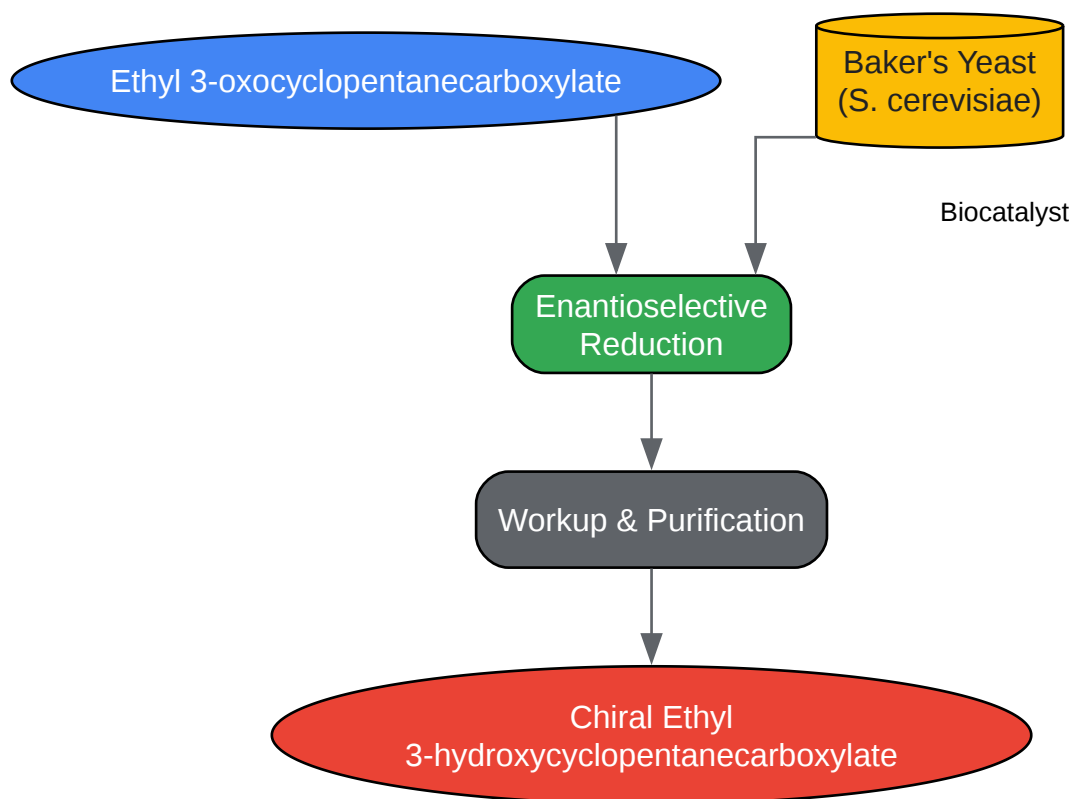 Ethyl 3-oxocyclopentanecarboxylate
Baker's Yeast
(S. cerevisiae)
Biocatalyst
Enantioselective
Reduction
Workup & Purification
Chiral Ethyl
3-hydroxycyclopentanecarboxylate